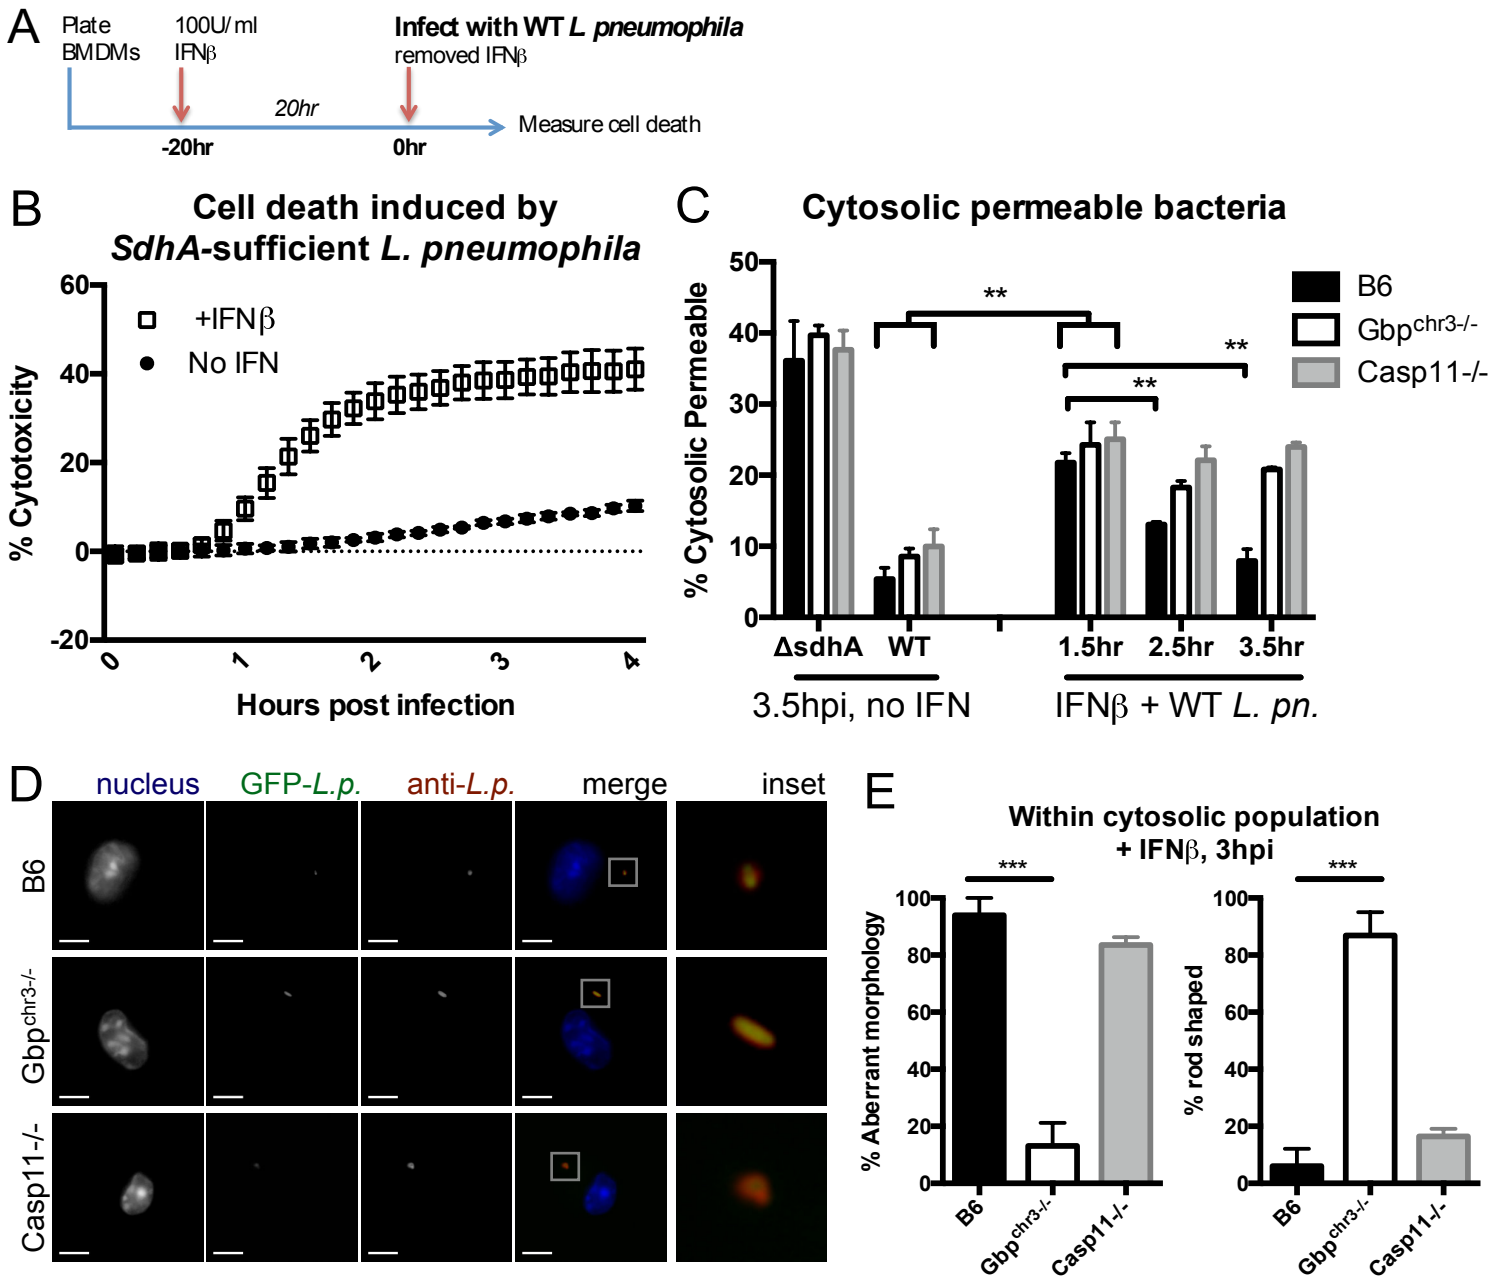 A
Plate
BMDMs
100U/ml
IFNβ
Infect with WT L. pneumophila
removed IFNβ
20hr
Measure cell death
-20hr
0hr
B
Cell death induced by
SdhA-sufficient L. pneumophila
60
40
20
0
-20
% Cytotoxicity
+IFNβ
No IFN
0
1
2
3
4
Hours post infection
C
Cytosolic permeable bacteria
50
40
30
20
10
0
% Cytosolic Permeable
**
**
**
B6
Gbpchr3-/-
Casp11-/-
ΔsdhA
WT
1.5hr
2.5hr
3.5hr
3.5hpi, no IFN
IFNβ + WT L. pn.
D
nucleus
GFP-L.p.
anti-L.p.
merge
inset
B6
Gbpchr3-/-
Casp11-/-
E
Within cytosolic population
+ IFNβ, 3hpi
***
***
100
80
60
40
20
0
% Aberrant morphology
B6
Gbpchr3-/-
Casp11-/-
100
80
60
40
20
0
% rod shaped
B6
Gbpchr3-/-
Casp11-/-